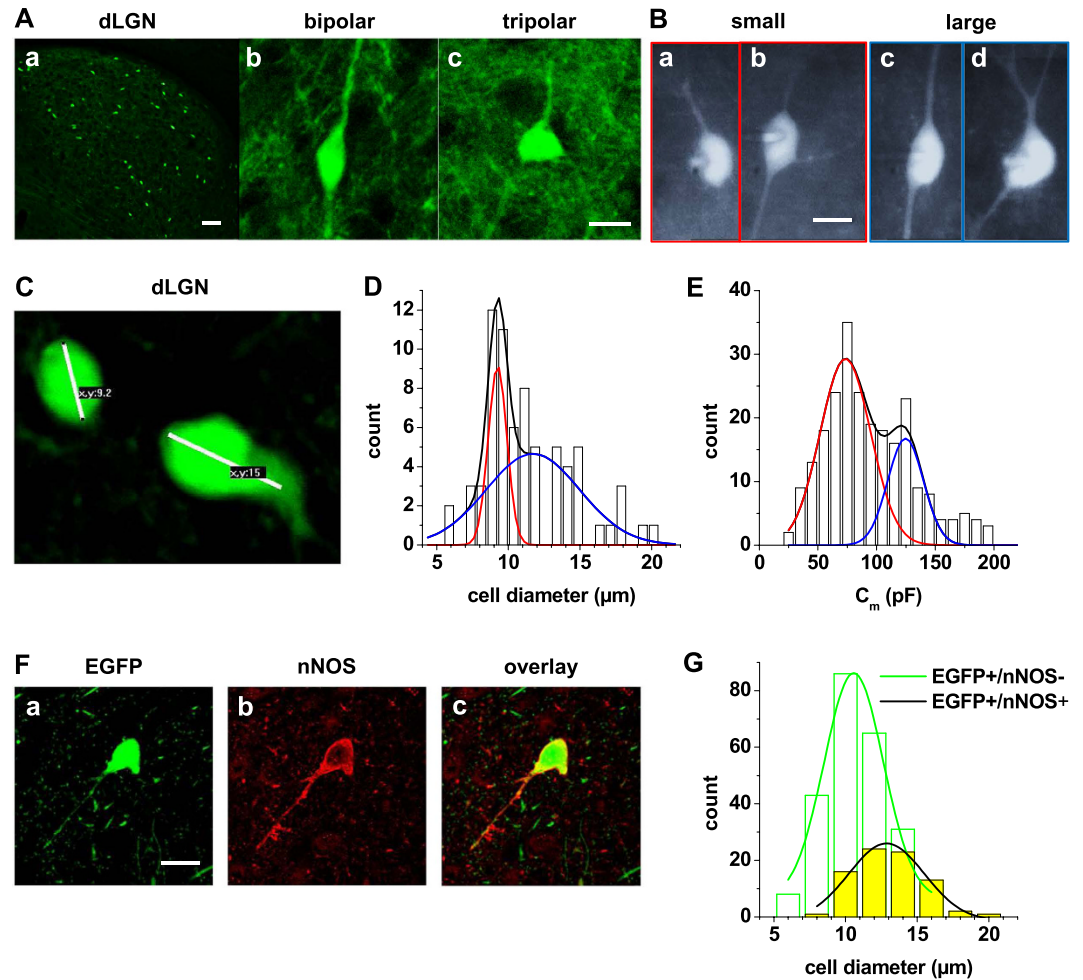 A
dLGN
bipolar
tripolar
a
b
c
B
small
large
a
b
c
d
C
dLGN
x,y:9.2
x,y:15
D
12
10
8
6
4
2
0
count
5
10
15
20
cell diameter (µm)
E
40
30
20
10
0
count
0
50
100
150
200
Cm (pF)
F
EGFP
nNOS
overlay
a
b
c
G
EGFP+/nNOS-
EGFP+/nNOS+
80
60
40
20
0
count
5
10
15
20
cell diameter (µm)